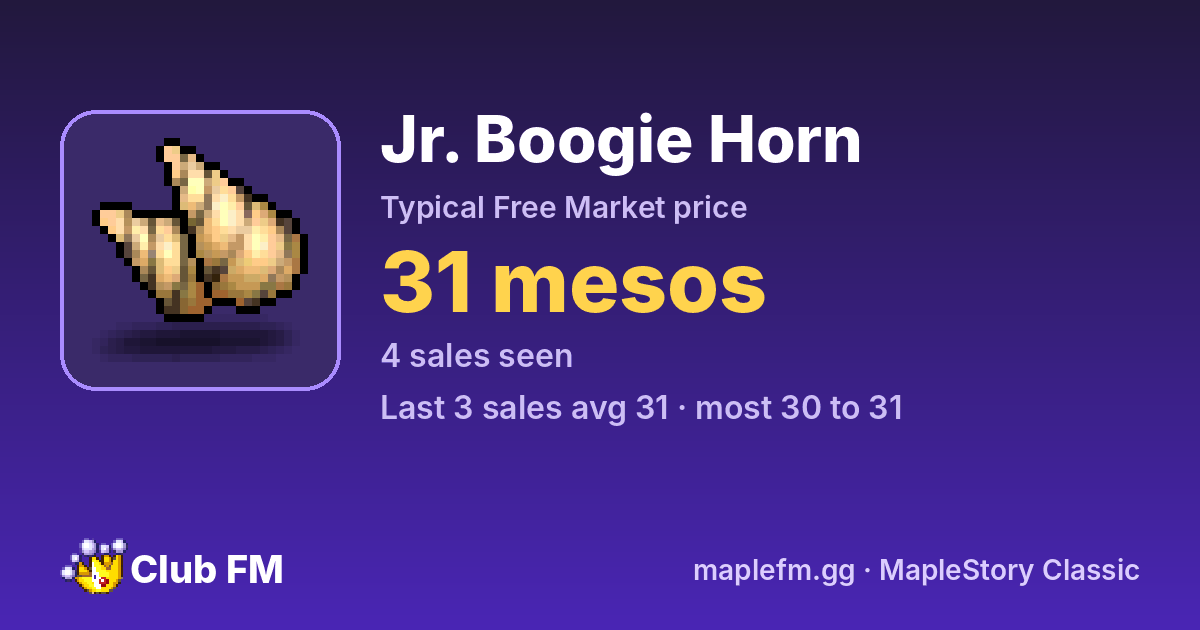 Jr. Boogie Horn
Typical Free Market price
31 mesos
4 sales seen
Last 3 sales avg 31 · most 30 to 31
Club FM
maplefm.gg · MapleStory Classic